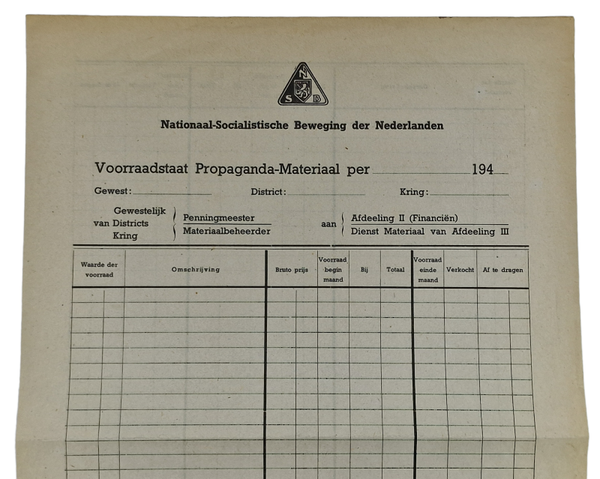 N
S B
Nationaal-Socialistische Beweging der Nederlanden
Voorraadstaat Propaganda-Materiaal per 194
Gewest: District: Kring:
Gewestelijk
van Districts
Kring
Penningmeester
Materiaalbeheerder
aan
Afdeeling II (Financiën)
Dienst Materiaal van Afdeeling III
Waarde der
voorraad
Omschrijving
Bruto prijs
Voorraad
begin
maand
Bij
Totaal
Voorraad
einde
maand
Verkocht
Af te dragen